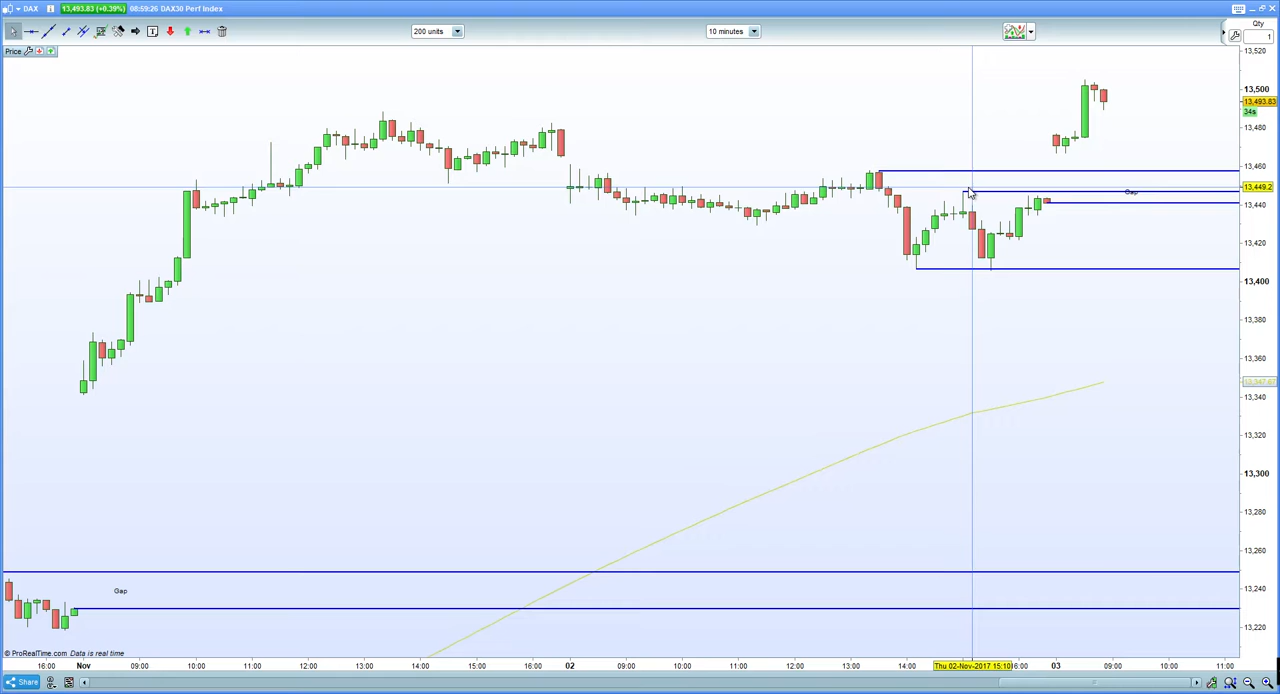 DAX 13,493.83 (+0.39%) 08:59:26 DAX30 Perf Index
200 units
10 minutes
Qty
1
Price
13,520
13,500
13,493.83
34s
13,480
13,460
13,449.2
Gap
13,440
13,420
13,400
13,380
13,360
13,347.67
13,340
13,320
13,300
13,280
13,260
Gap
13,240
13,220
© ProRealTime.com Data is real time
16:00 Nov 09:00 10:00 11:00 12:00 13:00 14:00 15:00 16:00 02 09:00 10:00 11:00 12:00 13:00 14:00 Thu 02-Nov-2017 15:10 6:00 03 09:00 10:00 11:00
Share